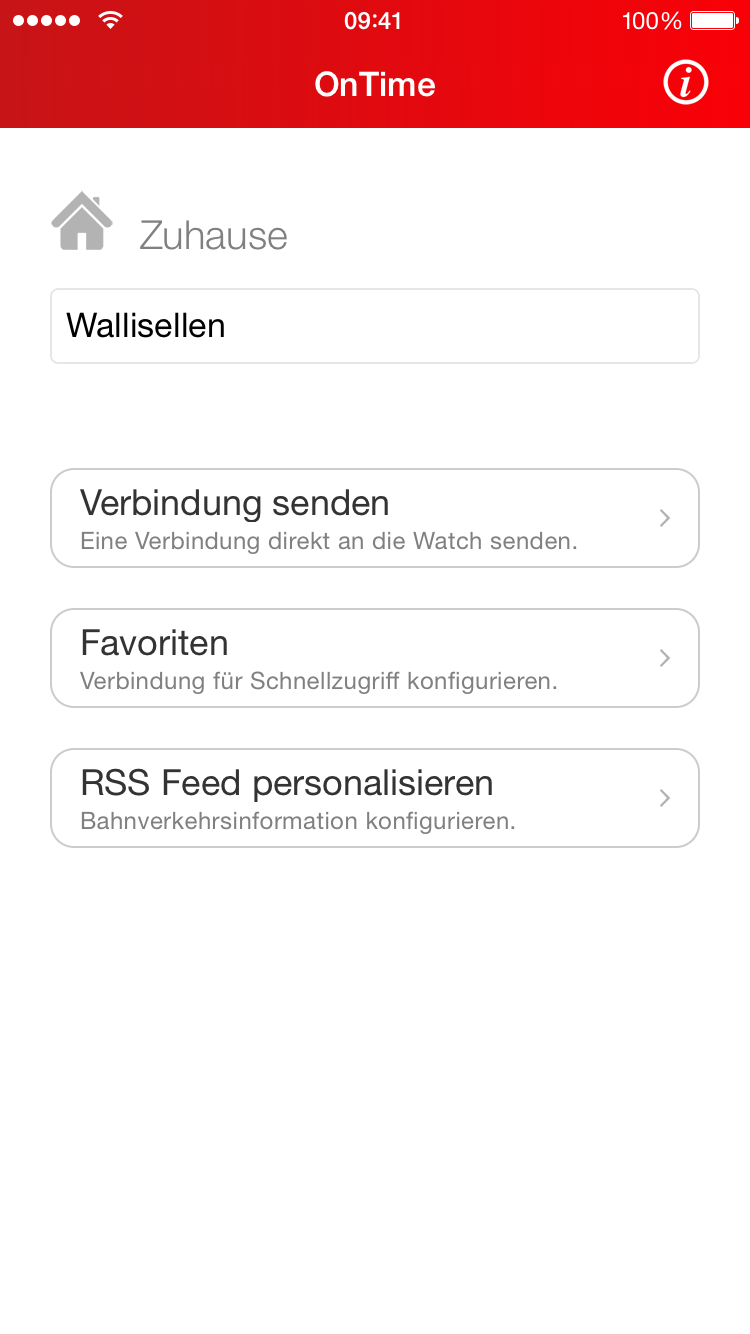 09:41
100%
OnTime
Zuhause
Wallisellen
Verbindung senden
Eine Verbindung direkt an die Watch senden.
Favoriten
Verbindung für Schnellzugriff konfigurieren.
RSS Feed personalisieren
Bahnverkehrsinformation konfigurieren.